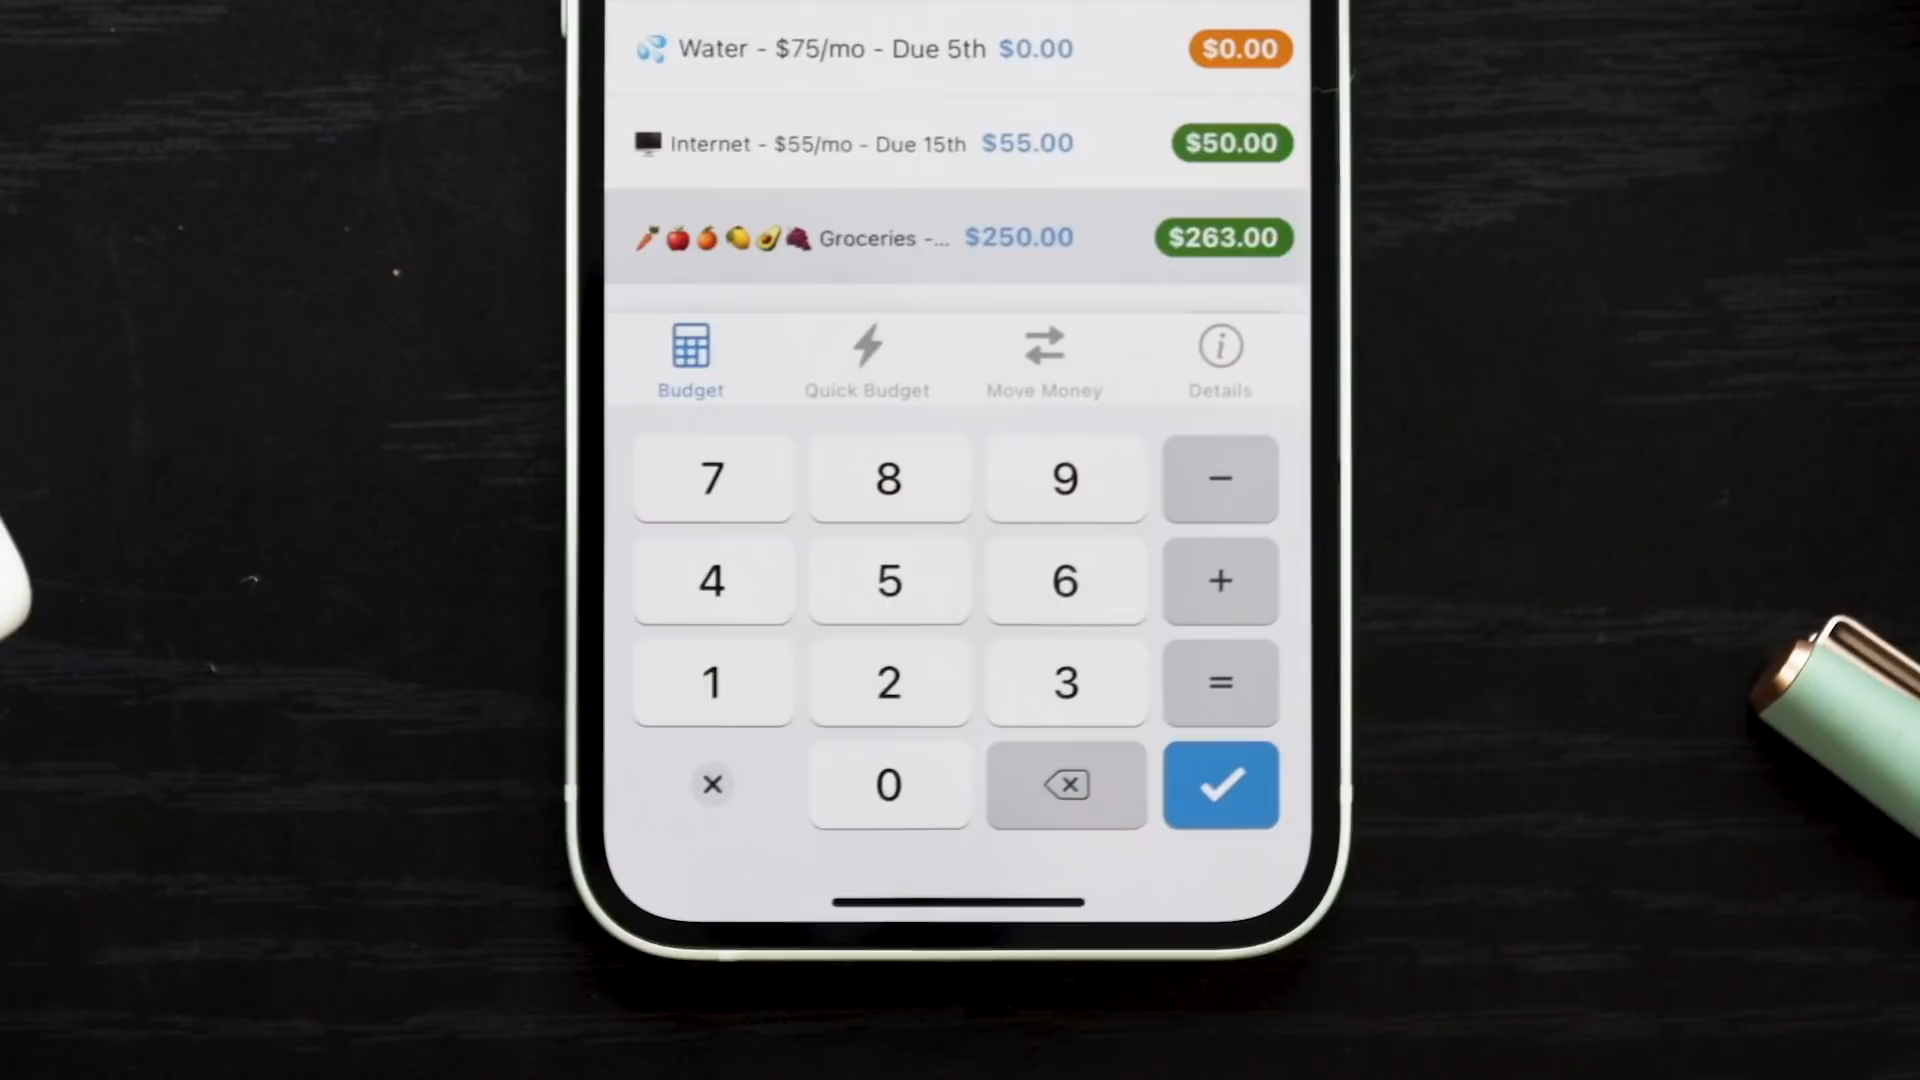 💦 Water - $75/mo - Due 5th $0.00 $0.00
🖥️ Internet - $55/mo - Due 15th $55.00 $50.00
🥕🍎🍊🍋🥑🍇 Groceries -... $250.00 $263.00
Budget Quick Budget Move Money Details
7 8 9 −
4 5 6 +
1 2 3 =
× 0